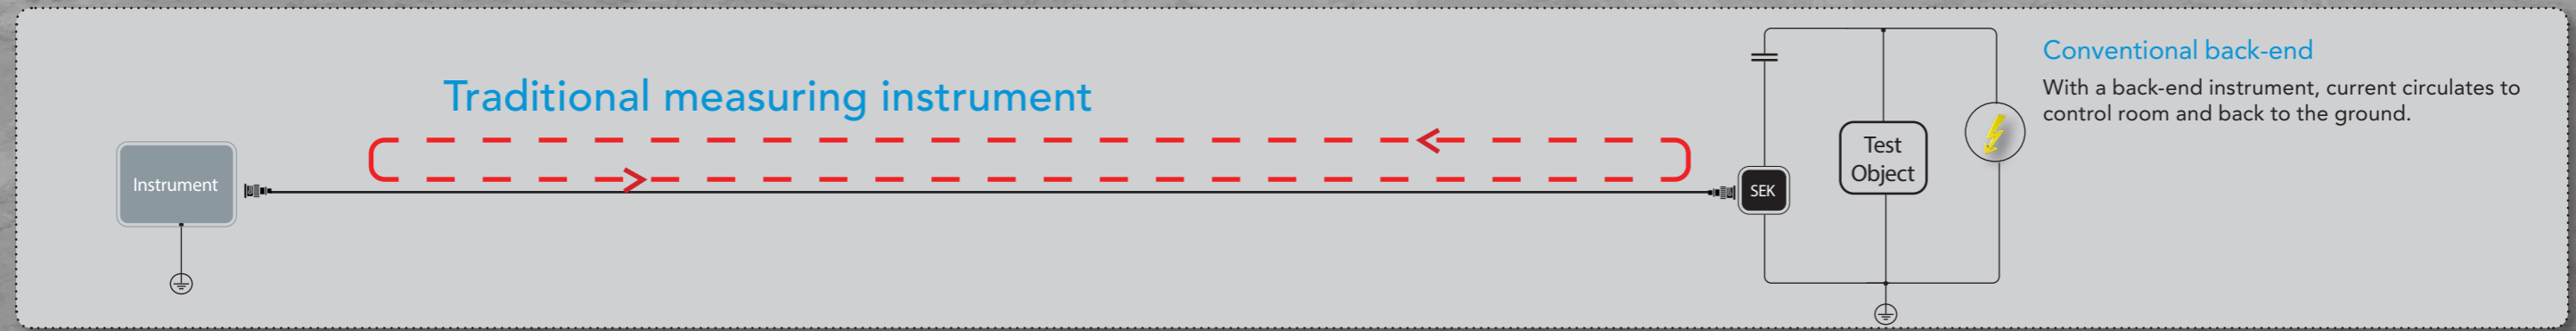 Traditional measuring instrument
Instrument
SEK
Test
Object
Conventional back-end
With a back-end instrument, current circulates to
control room and back to the ground.